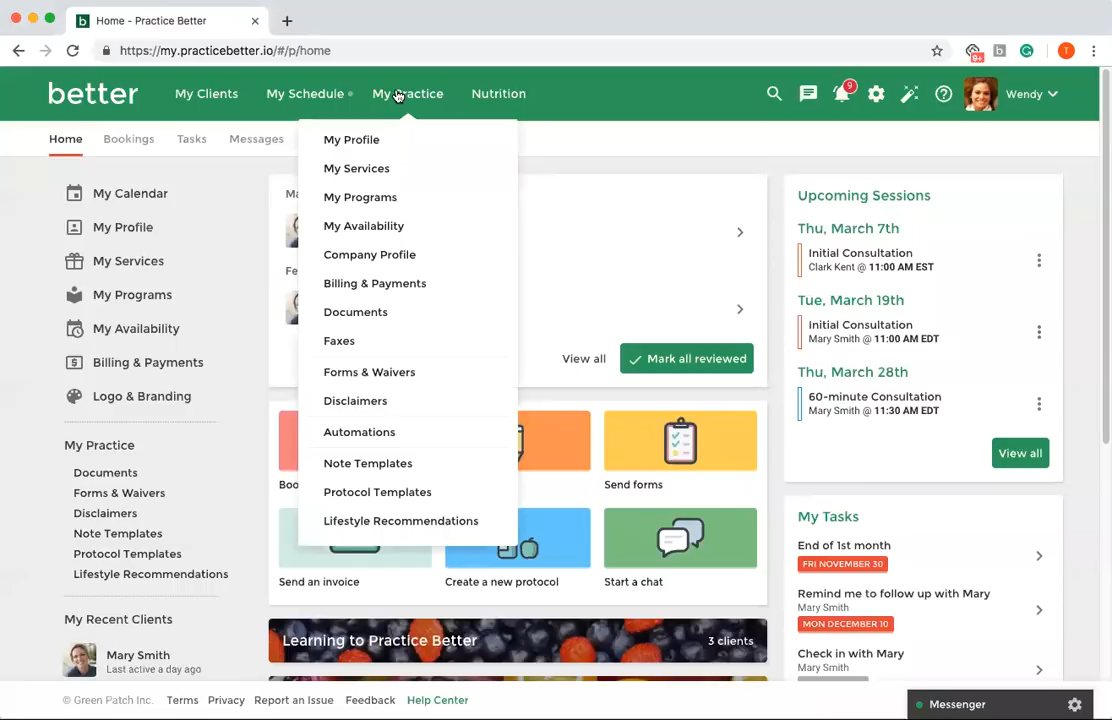 Home - Practice Better
https://my.practicebetter.io/#/p/home
9+
b
T
better
My Clients
My Schedule
My Practice
Nutrition
9
Wendy
Home
Bookings
Tasks
Messages
My Calendar
My Profile
My Services
My Programs
My Availability
Billing & Payments
Logo & Branding
My Practice
Documents
Forms & Waivers
Disclaimers
Note Templates
Protocol Templates
Lifestyle Recommendations
My Recent Clients
Mary Smith
Last active a day ago
My Profile
My Services
My Programs
My Availability
Company Profile
Billing & Payments
Documents
Faxes
Forms & Waivers
Disclaimers
Automations
Note Templates
Protocol Templates
Lifestyle Recommendations
View all
Mark all reviewed
Send forms
Send an invoice
Create a new protocol
Start a chat
Learning to Practice Better
3 clients
Upcoming Sessions
Thu, March 7th
Initial Consultation
Clark Kent @ 11:00 AM EST
Tue, March 19th
Initial Consultation
Mary Smith @ 11:00 AM EDT
Thu, March 28th
60-minute Consultation
Mary Smith @ 11:30 AM EDT
View all
My Tasks
End of 1st month
FRI NOVEMBER 30
Remind me to follow up with Mary
Mary Smith
MON DECEMBER 10
Check in with Mary
Mary Smith
© Green Patch Inc.
Terms
Privacy
Report an Issue
Feedback
Help Center
Messenger